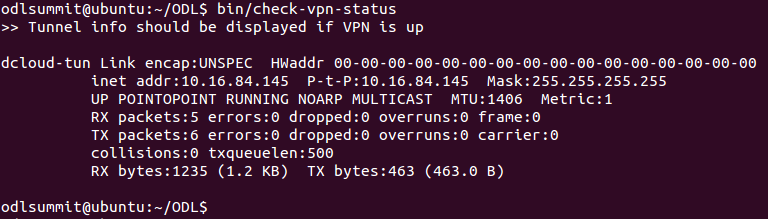 odlsummit@ubuntu:~/ODL$ bin/check-vpn-status
>> Tunnel info should be displayed if VPN is up
dcloud-tun Link encap:UNSPEC  HWaddr 00-00-00-00-00-00-00-00-00-00-00-00-00-00-00-00
inet addr:10.16.84.145  P-t-P:10.16.84.145  Mask:255.255.255.255
UP POINTOPOINT RUNNING NOARP MULTICAST  MTU:1406  Metric:1
RX packets:5 errors:0 dropped:0 overruns:0 frame:0
TX packets:6 errors:0 dropped:0 overruns:0 carrier:0
collisions:0 txqueuelen:500
RX bytes:1235 (1.2 KB)  TX bytes:463 (463.0 B)
odlsummit@ubuntu:~/ODL$